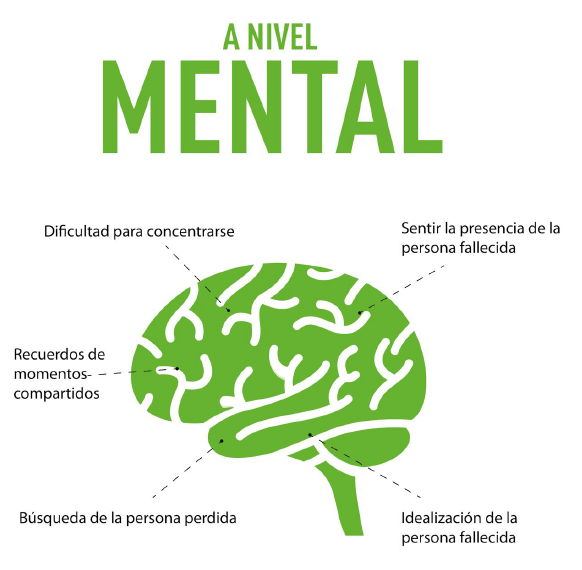 A NIVEL
MENTAL
Dificultad para concentrarse
Sentir la presencia de la
persona fallecida
Recuerdos de
momentos
compartidos
Búsqueda de la persona perdida
Idealización de la
persona fallecida